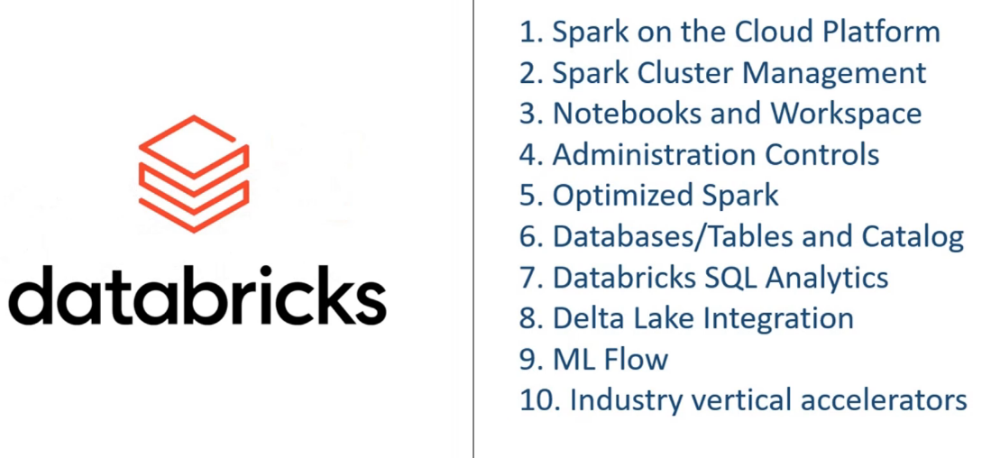 databricks
1. Spark on the Cloud Platform
2. Spark Cluster Management
3. Notebooks and Workspace
4. Administration Controls
5. Optimized Spark
6. Databases/Tables and Catalog
7. Databricks SQL Analytics
8. Delta Lake Integration
9. ML Flow
10. Industry vertical accelerators